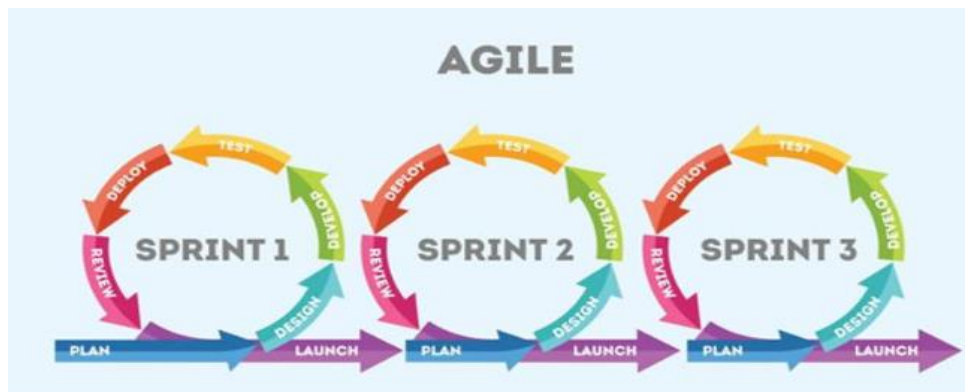 AGILE
SPRINT 1
PLAN
DESIGN
DEVELOP
TEST
DEPLOY
REVIEW
LAUNCH
SPRINT 2
PLAN
DESIGN
DEVELOP
TEST
DEPLOY
REVIEW
LAUNCH
SPRINT 3
PLAN
DESIGN
DEVELOP
TEST
DEPLOY
REVIEW
LAUNCH